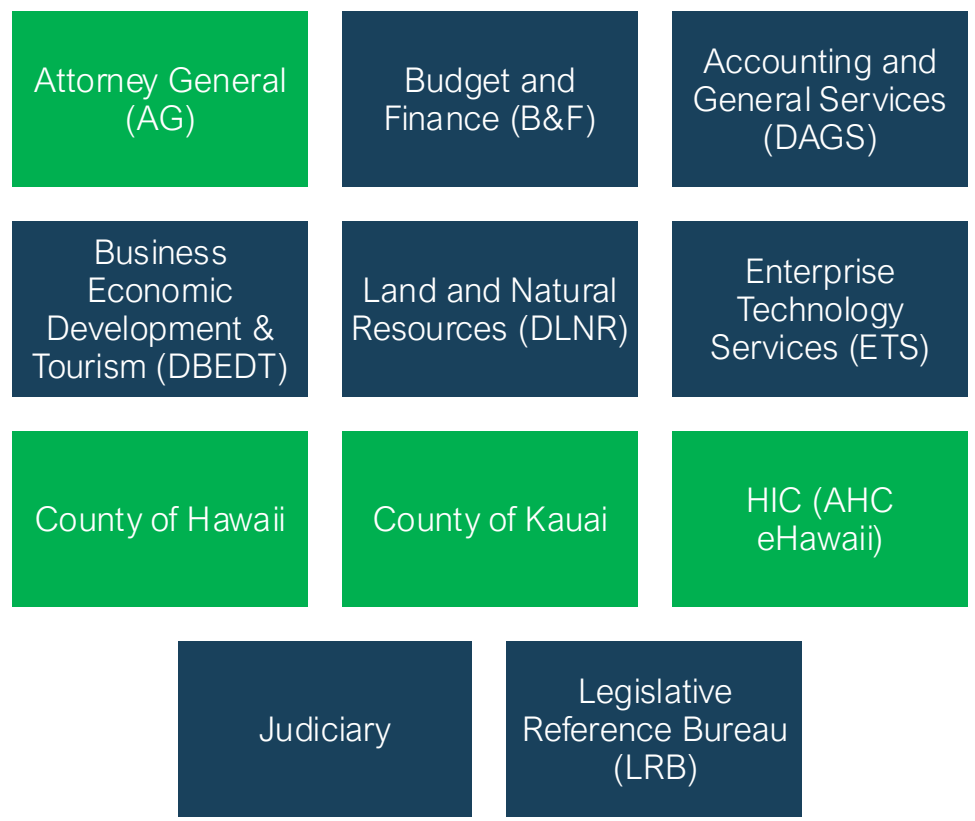 Attorney General
(AG)
Budget and
Finance (B&F)
Accounting and
General Services
(DAGS)
Business
Economic
Development &
Tourism (DBEDT)
Land and Natural
Resources (DLNR)
Enterprise
Technology
Services (ETS)
County of Hawaii
County of Kauai
HIC (AHC
eHawaii)
Judiciary
Legislative
Reference Bureau
(LRB)